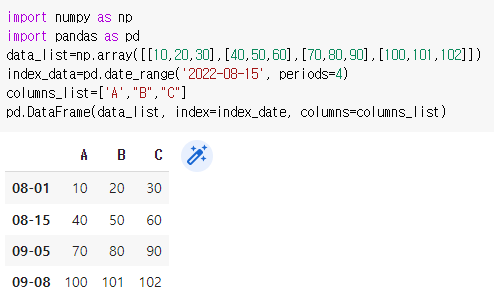 import numpy as np
import pandas as pd
data_list=np.array([[10,20,30],[40,50,60],[70,80,90],[100,101,102]])
index_data=pd.date_range('2022-08-15', periods=4)
columns_list=['A',"B","C"]
pd.DataFrame(data_list, index=index_date, columns=columns_list)
A B C
08-01 10 20 30
08-15 40 50 60
09-05 70 80 90
09-08 100 101 102